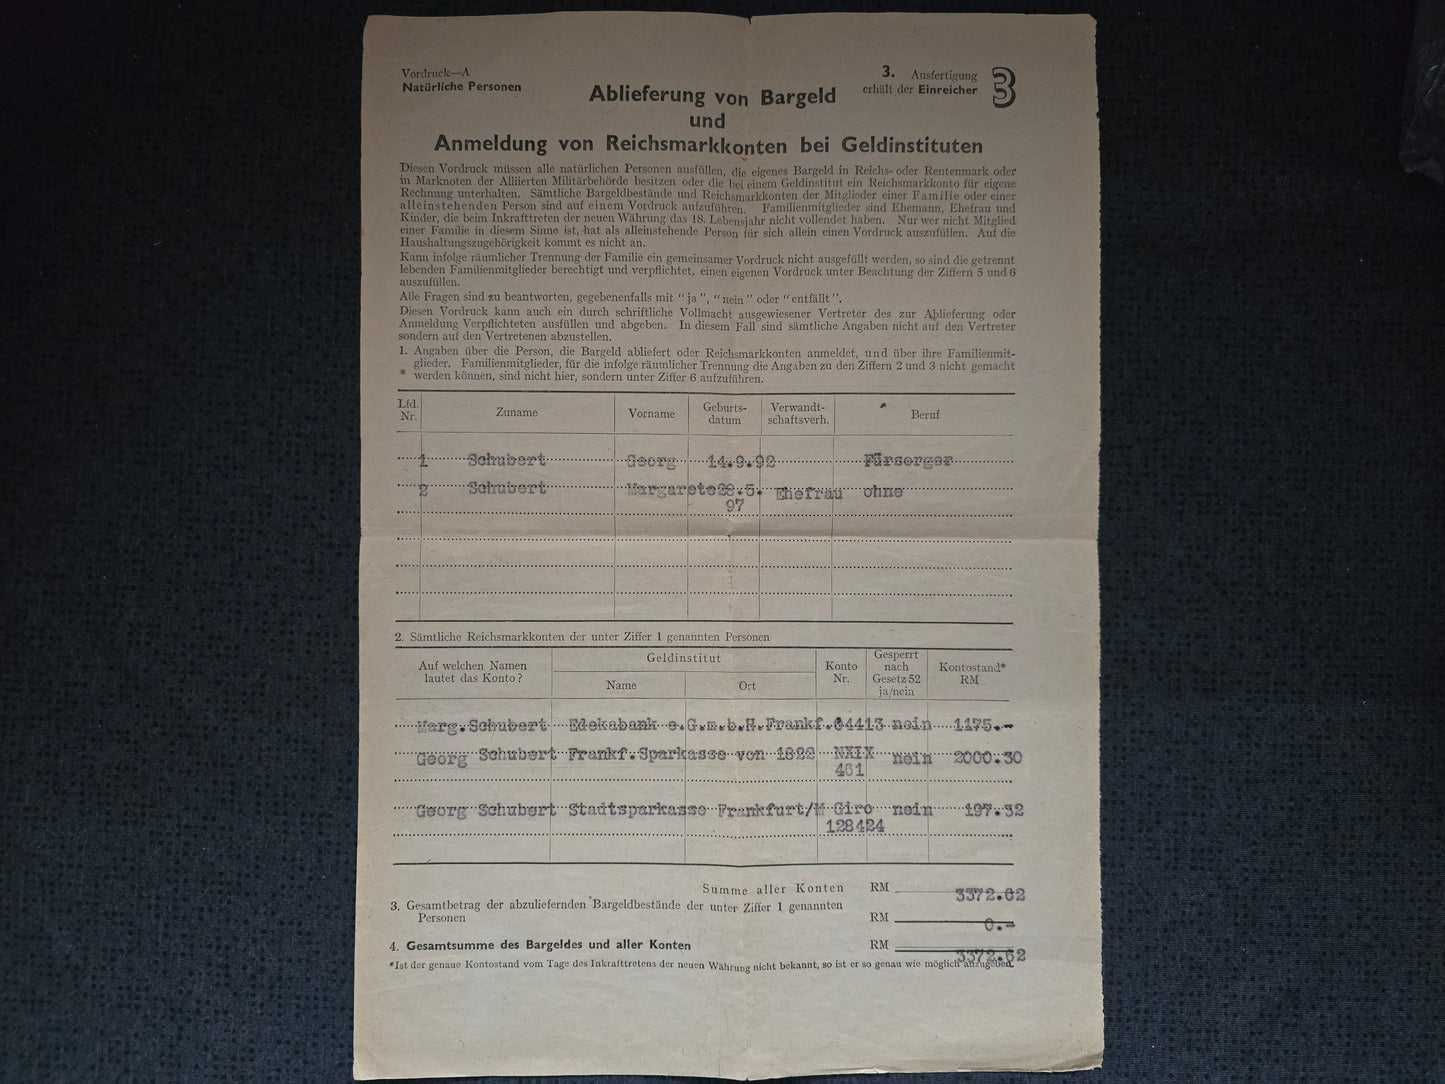 Vordruck—A
Natürliche Personen
3. Ausfertigung
erhält der Einreicher
3
Ablieferung von Bargeld
und
Anmeldung von Reichsmarkkonten bei Geldinstituten
Diesen Vordruck müssen alle natürlichen Personen ausfüllen, die eigenes Bargeld in Reichs- oder Rentenmark oder
in Marknoten der Alliierten Militärbehörde besitzen oder die bei einem Geldinstitut ein Reichsmarkkonto für eigene
Rechnung unterhalten. Sämtliche Bargeldbestände und Reichsmarkkonten der Mitglieder einer Familie oder einer
alleinstehenden Person sind auf einem Vordruck aufzuführen. Familienmitglieder sind Ehemann, Ehefrau und
Kinder, die beim Inkrafttreten der neuen Währung das 18. Lebensjahr nicht vollendet haben. Nur wer nicht Mitglied
einer Familie in diesem Sinne ist, hat als alleinstehende Person für sich allein einen Vordruck auszufüllen. Auf die
Haushaltungszugehörigkeit kommt es nicht an.
Kann infolge räumlicher Trennung der Familie ein gemeinsamer Vordruck nicht ausgefüllt werden, so sind die getrennt
lebenden Familienmitglieder berechtigt und verpflichtet, einen eigenen Vordruck unter Beachtung der Ziffern 5 und 6
auszufüllen.
Alle Fragen sind zu beantworten, gegebenenfalls mit “ ja ”, “ nein ” oder “ entfällt ”.
Diesen Vordruck kann auch ein durch schriftliche Vollmacht ausgewiesener Vertreter des zur Ablieferung oder
Anmeldung Verpflichteten ausfüllen und abgeben. In diesem Fall sind sämtliche Angaben nicht auf den Vertreter
sondern auf den Vertretenen abzustellen.
1. Angaben über die Person, die Bargeld abliefert oder Reichsmarkkonten anmeldet, und über ihre Familienmit-
glieder. Familienmitglieder, für die infolge räumlicher Trennung die Angaben zu den Ziffern 2 und 3 nicht gemacht
werden können, sind nicht hier, sondern unter Ziffer 6 aufzuführen.
Lfd. Nr. Zuname Vorname Geburts-datum Verwandt-schaftsverh. Beruf
1 Schubert Georg 14.9.92 Fürsorger
2 Schubert Margarete 28.5. Ehefrau ohne
97
2. Sämtliche Reichsmarkkonten der unter Ziffer 1 genannten Personen
Auf welchen Namen lautet das Konto? Geldinstitut Name Ort Konto Nr. Gesperrt nach Gesetz 52 ja/nein Kontostand* RM
Marg.Schubert Edekabank e.G.m.b.H.Frankf. 04413 nein 1175.-
Georg Schubert Frankf.Sparkasse von 1822 NXIX nein 2000.30
461
Georg Schubert Stadtsparkasse Frankfurt/M Giro nein 197.32
128424
Summe aller Konten RM 3372.62
3. Gesamtbetrag der abzuliefernden Bargeldbestände der unter Ziffer 1 genannten
Personen RM 0.-
4. Gesamtsumme des Bargeldes und aller Konten RM 3372.62
*Ist der genaue Kontostand vom Tage des Inkrafttretens der neuen Währung nicht bekannt, so ist er so genau wie möglich anzugeben.